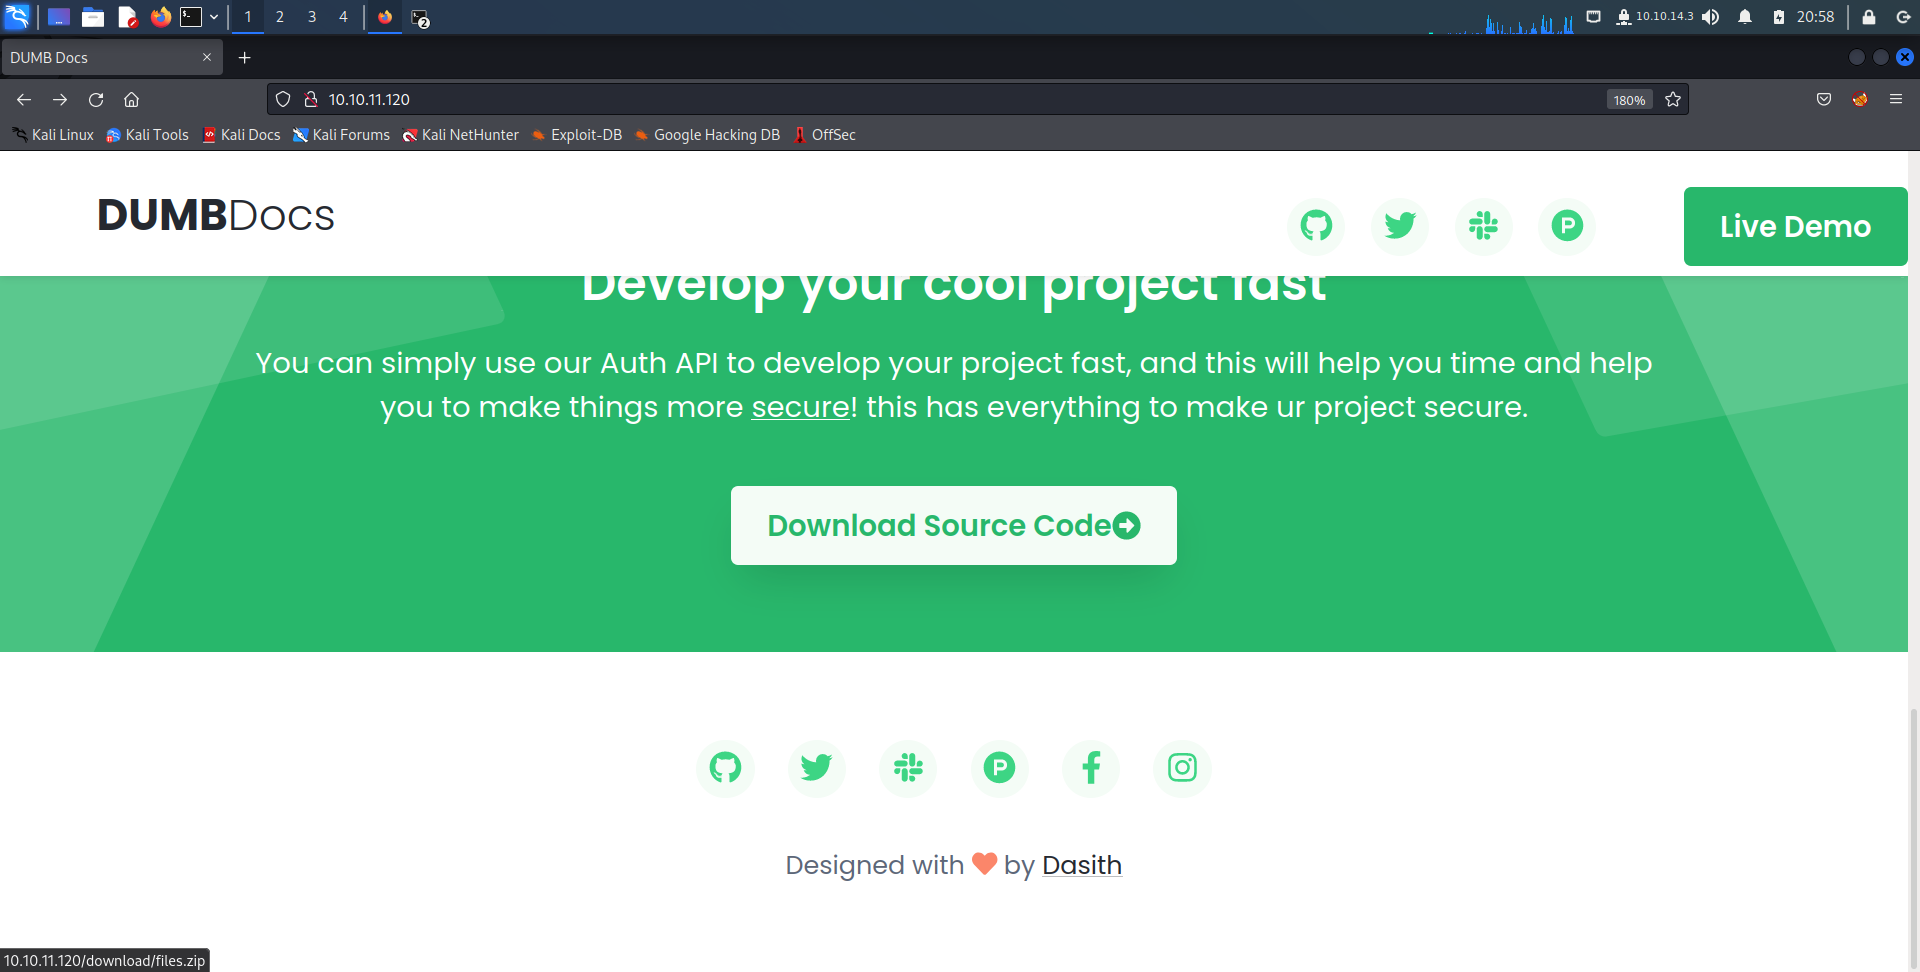 1 2 3 4 2 10.10.14.3 20:58
DUMB Docs
10.10.11.120 180%
Kali Linux Kali Tools Kali Docs Kali Forums Kali NetHunter Exploit-DB Google Hacking DB OffSec
DUMBDocs Live Demo
Develop your cool project fast
You can simply use our Auth API to develop your project fast, and this will help you time and help
you to make things more secure! this has everything to make ur project secure.
Download Source Code
Designed with by Dasith
10.10.11.120/download/files.zip